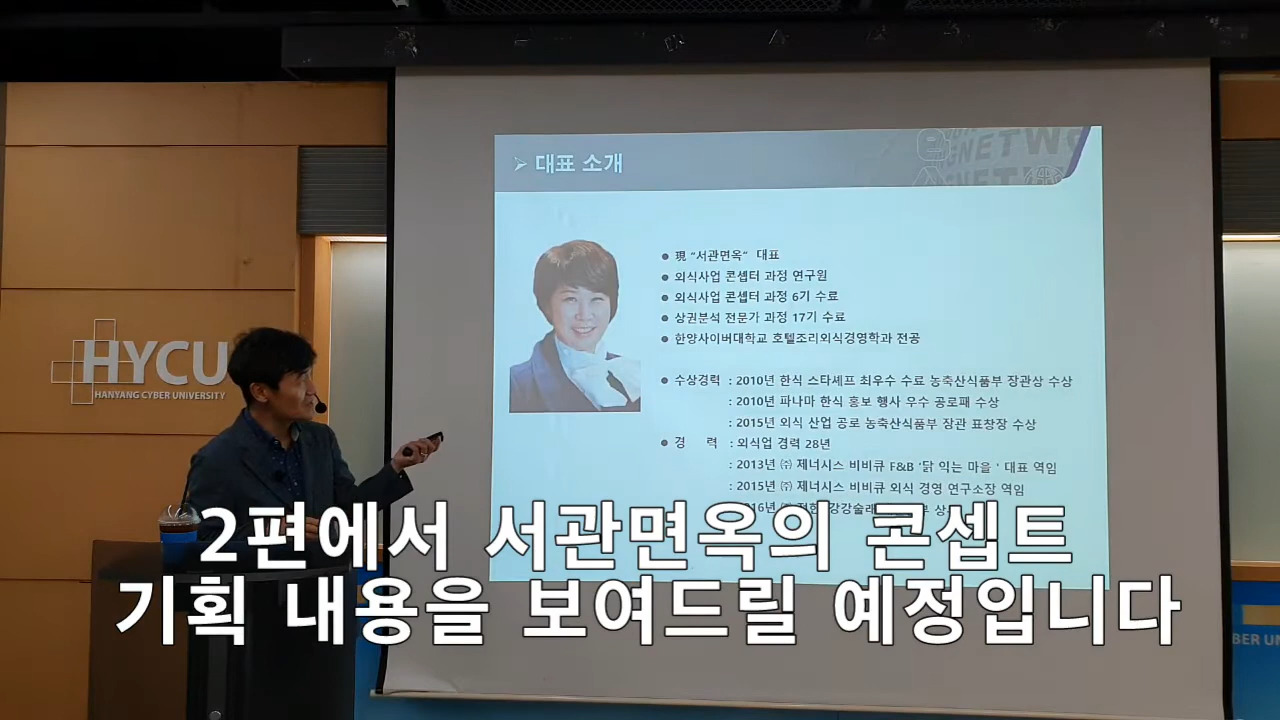 NETW
GNETW
대표 소개
現 “서관면옥“ 대표
외식사업 콘셉터 과정 연구원
외식사업 콘셉터 과정 6기 수료
상권분석 전문가 과정 17기 수료
한양사이버대학교 호텔조리외식경영학과 전공
수상경력 : 2010년 한식 스타셰프 최우수 수료 농축산식품부 장관상 수상
: 2010년 파나마 한식 홍보 행사 우수 공로패 수상
: 2015년 외식 산업 공로 농축산식품부 장관 표창장 수상
경 력 : 외식업 경력 28년
: 2013년 ㈜ 제너시스 비비큐 F&B '닭 익는 마을 ' 대표 역임
: 2015년 ㈜ 제너시스 비비큐 외식 경영 연구소장 역임
HYCU
HANYANG CYBER UNIVERSITY
2편에서 서관면옥의 콘셉트
기획 내용을 보여드릴 예정입니다
BER UN